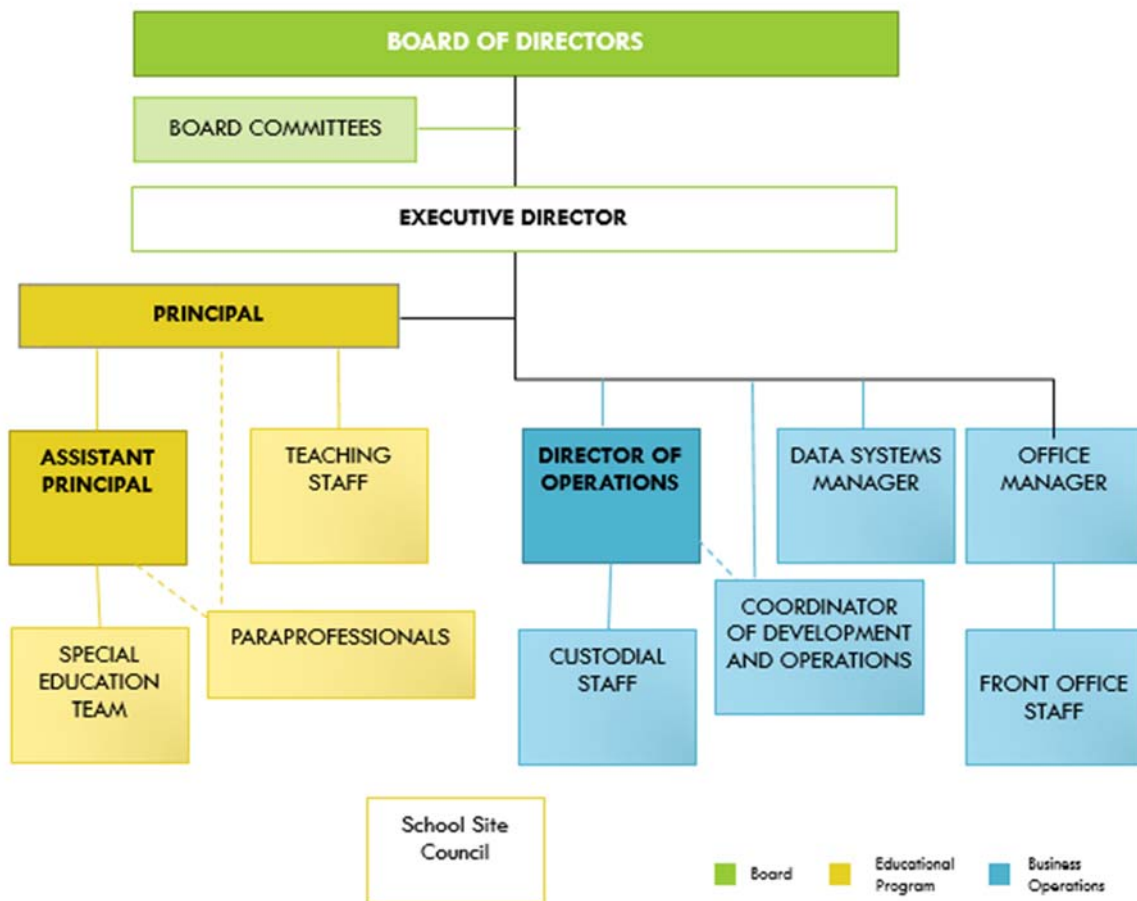 BOARD OF DIRECTORS
BOARD COMMITTEES
EXECUTIVE DIRECTOR
PRINCIPAL
ASSISTANT
PRINCIPAL
TEACHING
STAFF
DIRECTOR OF
OPERATIONS
DATA SYSTEMS
MANAGER
OFFICE
MANAGER
SPECIAL
EDUCATION
TEAM
PARAPROFESSIONALS
CUSTODIAL
STAFF
COORDINATOR
OF DEVELOPMENT
AND OPERATIONS
FRONT OFFICE
STAFF
School Site
Council
Board
Educational
Program
Business
Operations